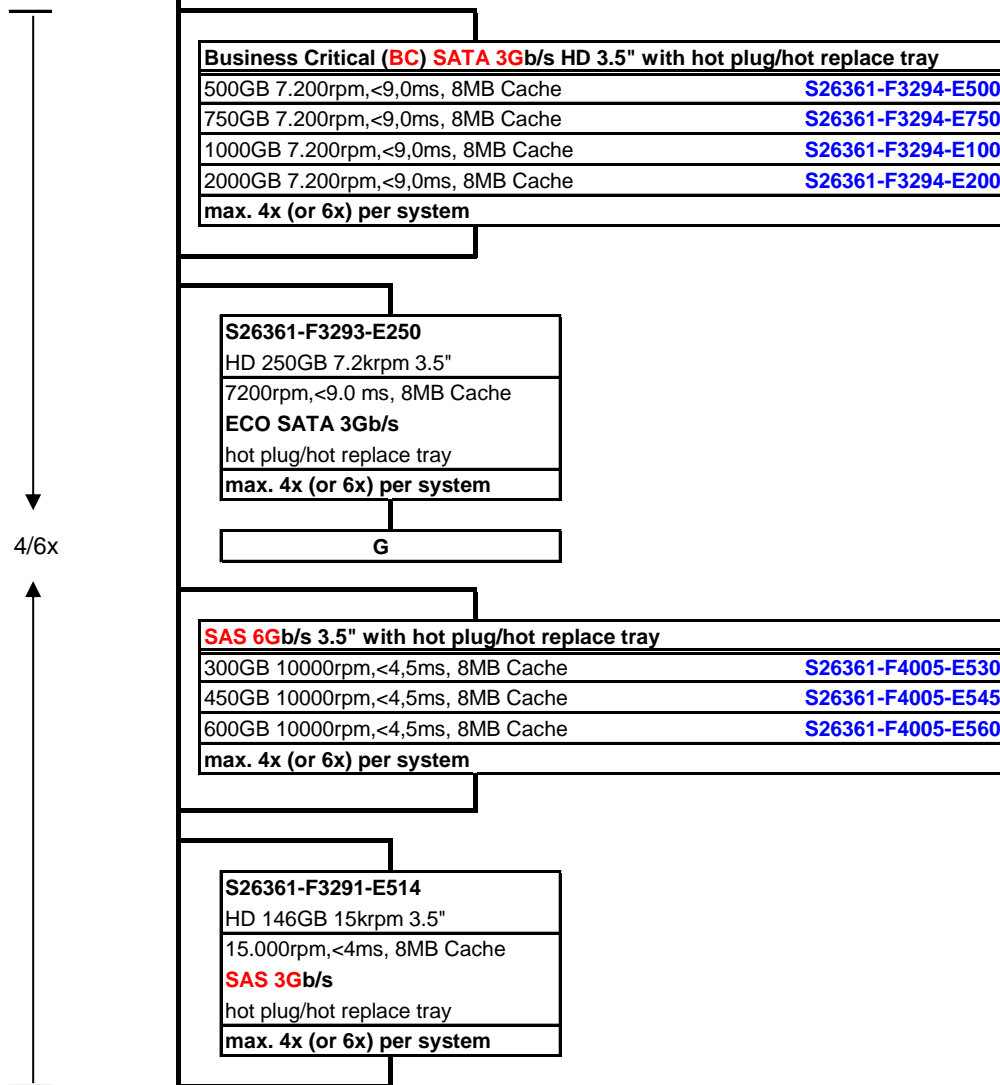 Business Critical (BC) SATA 3Gb/s HD 3.5" with hot plug/hot replace tray
500GB 7.200rpm,<9,0ms, 8MB Cache S26361-F3294-E500
750GB 7.200rpm,<9,0ms, 8MB Cache S26361-F3294-E750
1000GB 7.200rpm,<9,0ms, 8MB Cache S26361-F3294-E100
2000GB 7.200rpm,<9,0ms, 8MB Cache S26361-F3294-E200
max. 4x (or 6x) per system
S26361-F3293-E250
HD 250GB 7.2krpm 3.5"
7200rpm,<9.0 ms, 8MB Cache
ECO SATA 3Gb/s
hot plug/hot replace tray
max. 4x (or 6x) per system
4/6x
G
SAS 6Gb/s 3.5" with hot plug/hot replace tray
300GB 10000rpm,<4,5ms, 8MB Cache S26361-F4005-E530
450GB 10000rpm,<4,5ms, 8MB Cache S26361-F4005-E545
600GB 10000rpm,<4,5ms, 8MB Cache S26361-F4005-E560
max. 4x (or 6x) per system
S26361-F3291-E514
HD 146GB 15krpm 3.5"
15.000rpm,<4ms, 8MB Cache
SAS 3Gb/s
hot plug/hot replace tray
max. 4x (or 6x) per system